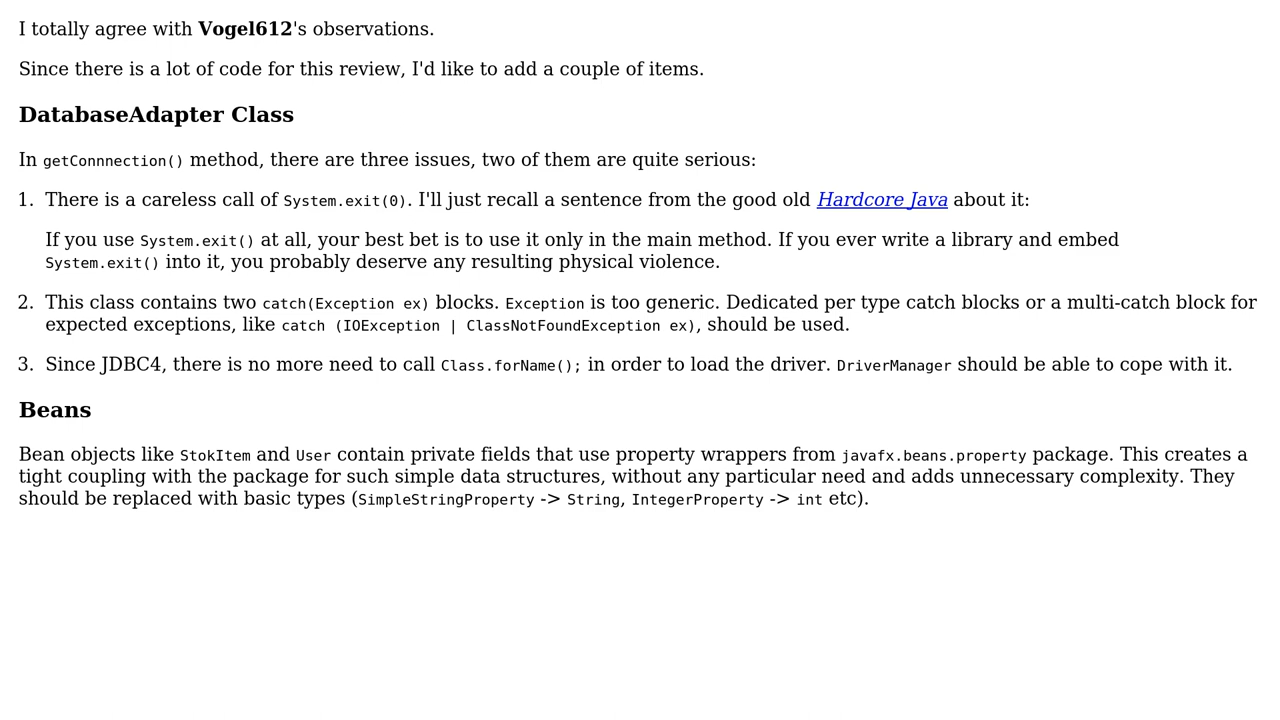 I totally agree with Vogel612's observations.
Since there is a lot of code for this review, I'd like to add a couple of items.
DatabaseAdapter Class
In getConnnection() method, there are three issues, two of them are quite serious:
1. There is a careless call of System.exit(0). I'll just recall a sentence from the good old Hardcore Java about it:
If you use System.exit() at all, your best bet is to use it only in the main method. If you ever write a library and embed
System.exit() into it, you probably deserve any resulting physical violence.
2. This class contains two catch(Exception ex) blocks. Exception is too generic. Dedicated per type catch blocks or a multi-catch block for
expected exceptions, like catch (IOException | ClassNotFoundException ex), should be used.
3. Since JDBC4, there is no more need to call Class.forName(); in order to load the driver. DriverManager should be able to cope with it.
Beans
Bean objects like StokItem and User contain private fields that use property wrappers from javafx.beans.property package. This creates a
tight coupling with the package for such simple data structures, without any particular need and adds unnecessary complexity. They
should be replaced with basic types (SimpleStringProperty -> String, IntegerProperty -> int etc).